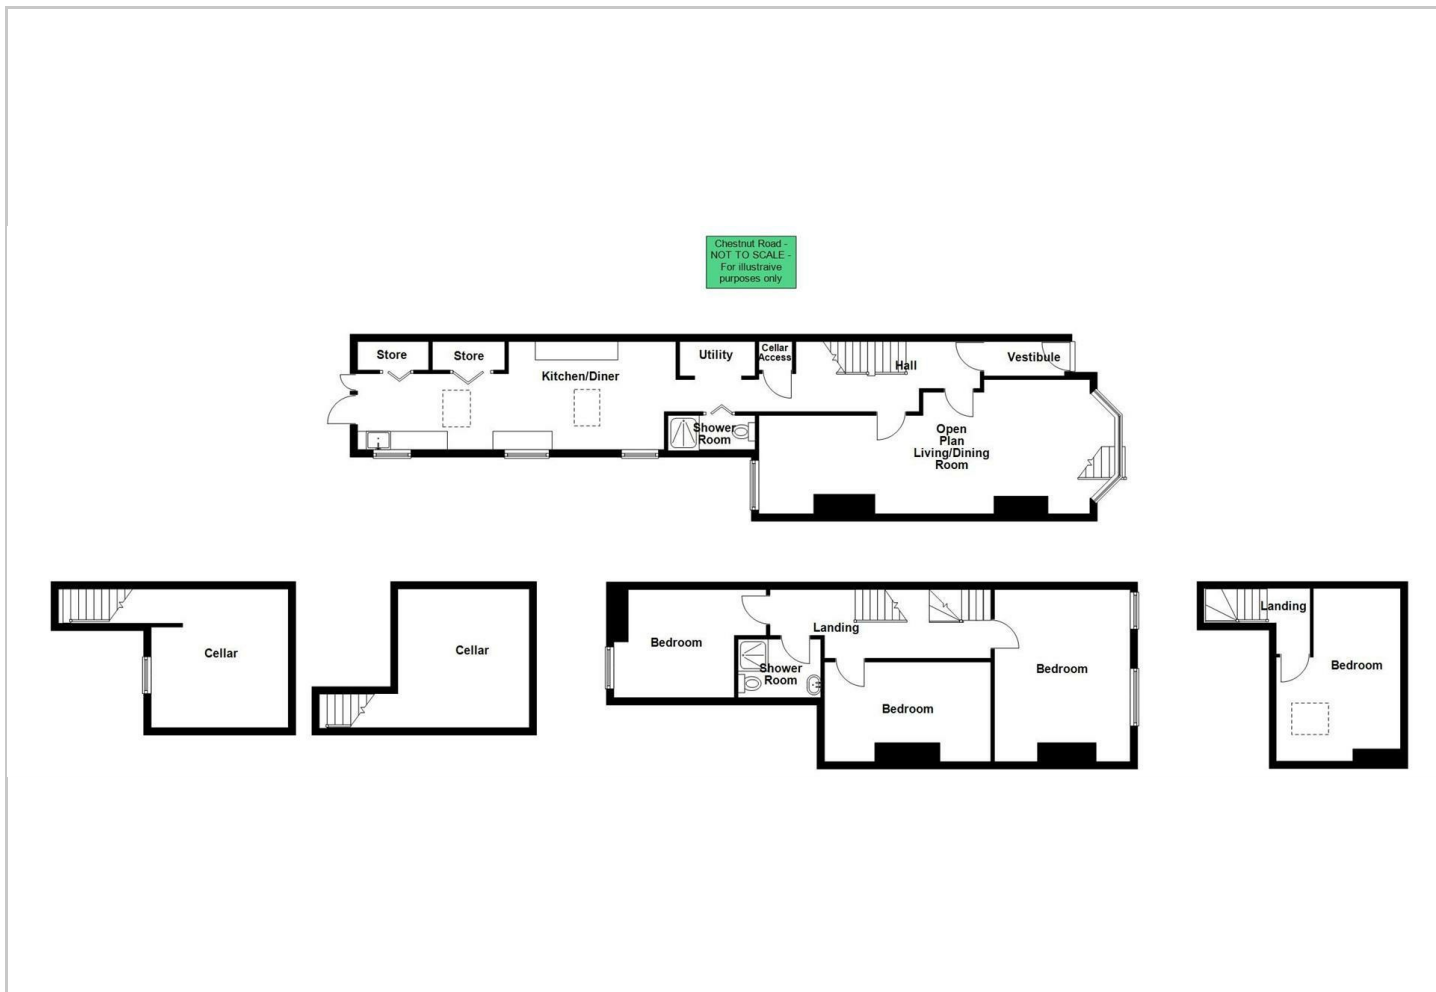 Chestnut Road -
NOT TO SCALE -
For illustraive
purposes only
Store
Store
Kitchen/Diner
Utility
Cellar
Access
Hall
Vestibule
Shower
Room
Open
Plan
Living/Dining
Room
Cellar
Cellar
Bedroom
Landing
Shower
Room
Bedroom
Bedroom
Landing
Bedroom